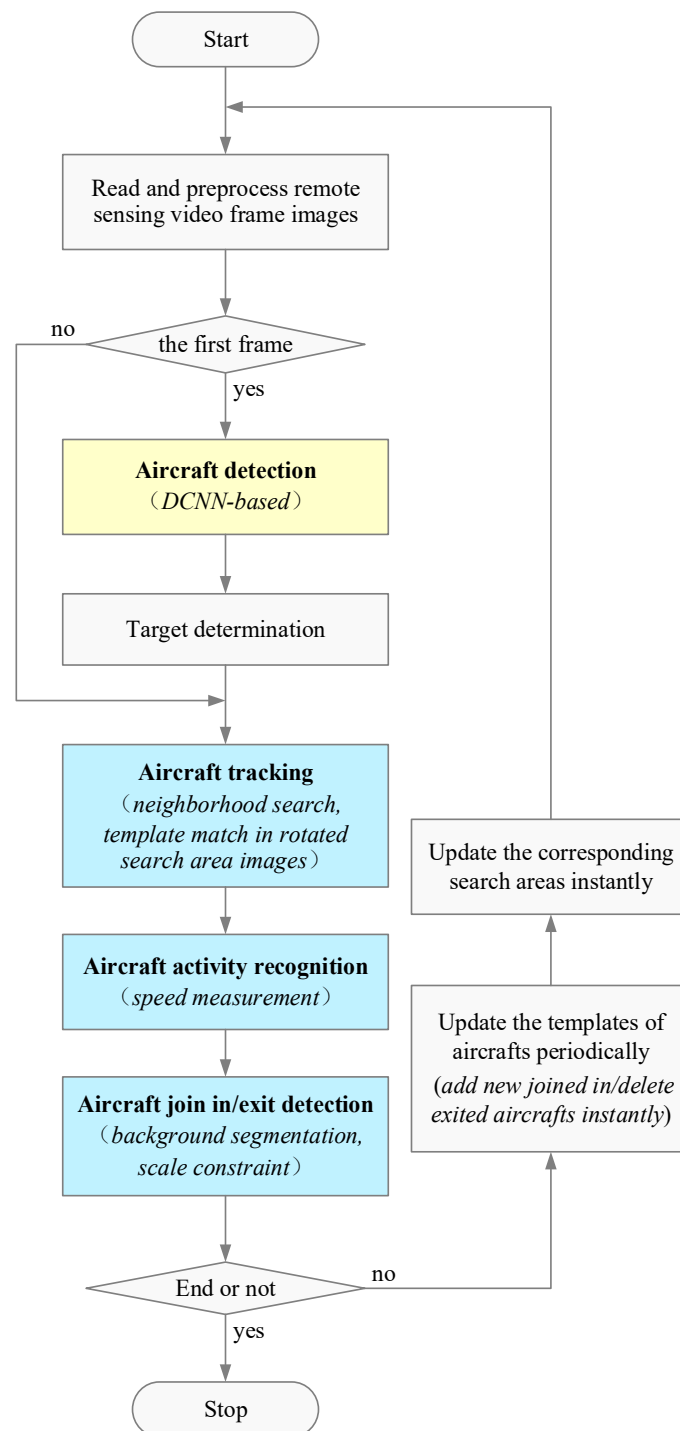 Start
Read and preprocess remote
sensing video frame images
no
the first frame
yes
Aircraft detection
（DCNN-based）
Target determination
Aircraft tracking
（neighborhood search,
template match in rotated
search area images）
Aircraft activity recognition
（speed measurement）
Aircraft join in/exit detection
（background segmentation,
scale constraint）
End or not
no
yes
Stop
Update the templates of
aircrafts periodically
(add new joined in/delete
exited aircrafts instantly)
Update the corresponding
search areas instantly